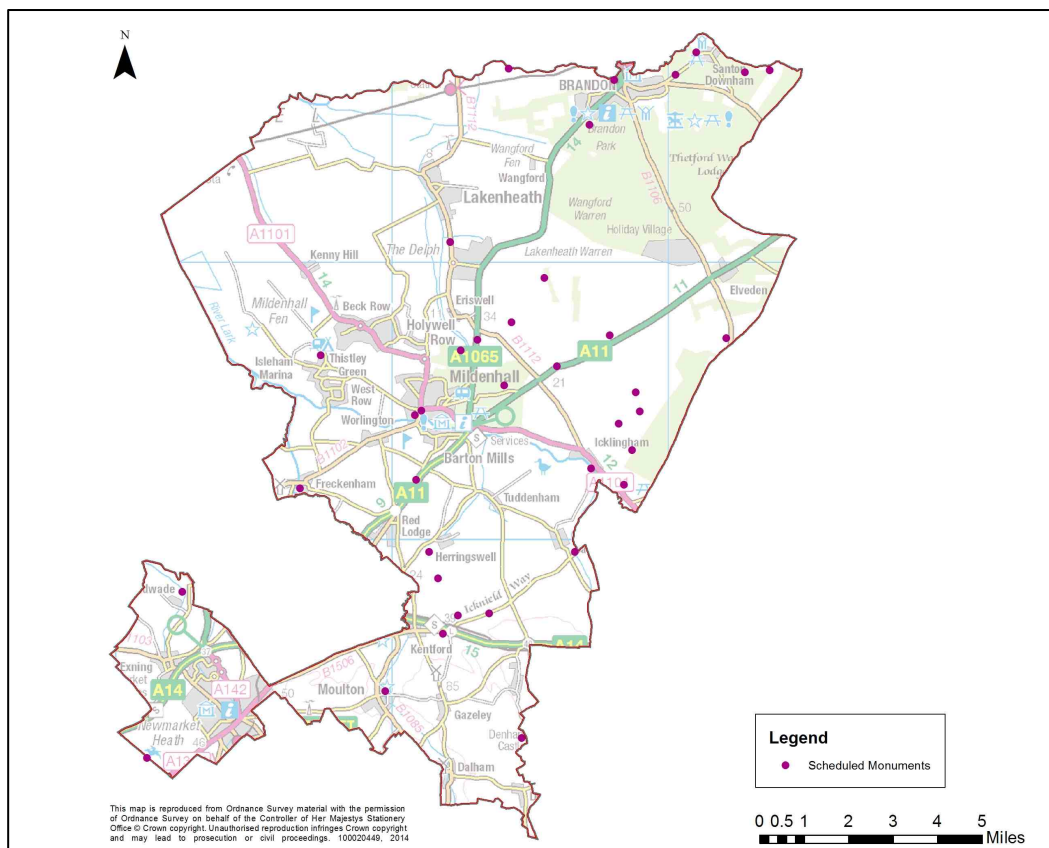 N
BRANDON
Santon
Downham
B1112
14
Brandon
Park
Wangford
Fen
Wangford
Thetford
Lodge
B1106
50
Lakenheath
Wangford
Warren
Holiday Village
A1101
The Delph
Lakenheath Warren
Kenny Hill
14
11
Elveden
Mildenhall
Fen
Beck Row
Eriswell
34
River Lark
Holywell
Row
B1112
A11
A1065
Isleham
Marina
Thistley
Green
Mildenhall
21
West
Row
Worlington
S
Services
Icklingham
B1102
Barton Mills
12
A1101
Freckenham
A11
Tuddenham
9
Red
Lodge
Herringswell
24
Icknield Way
dwade
S
L
A14
1103
37
Kentford
15
Exning
B1506
A14
A142
50
Moulton
65
B1085
Gazeley
Newmarket
Heath
46
Dalham
Legend
Scheduled Monuments
This map is reproduced from Ordnance Survey material with the permission
of Ordnance Survey on behalf of the Controller of Her Majestys Stationery
Office © Crown copyright. Unauthorised reproduction infringes Crown copyright
and may lead to prosecution or civil proceedings. 100020449, 2014
0 0.5 1 2 3 4 5
Miles